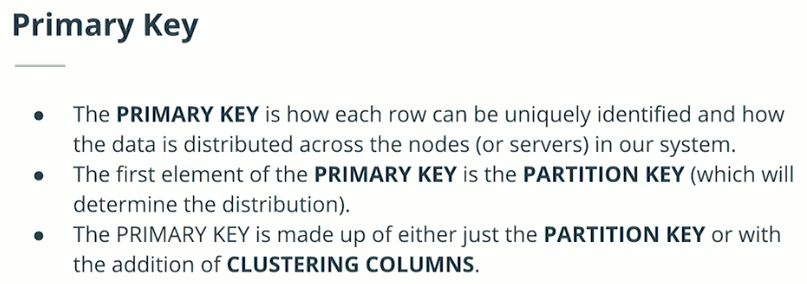 Primary Key
● The PRIMARY KEY is how each row can be uniquely identified and how
the data is distributed across the nodes (or servers) in our system.
● The first element of the PRIMARY KEY is the PARTITION KEY (which will
determine the distribution).
● The PRIMARY KEY is made up of either just the PARTITION KEY or with
the addition of CLUSTERING COLUMNS.